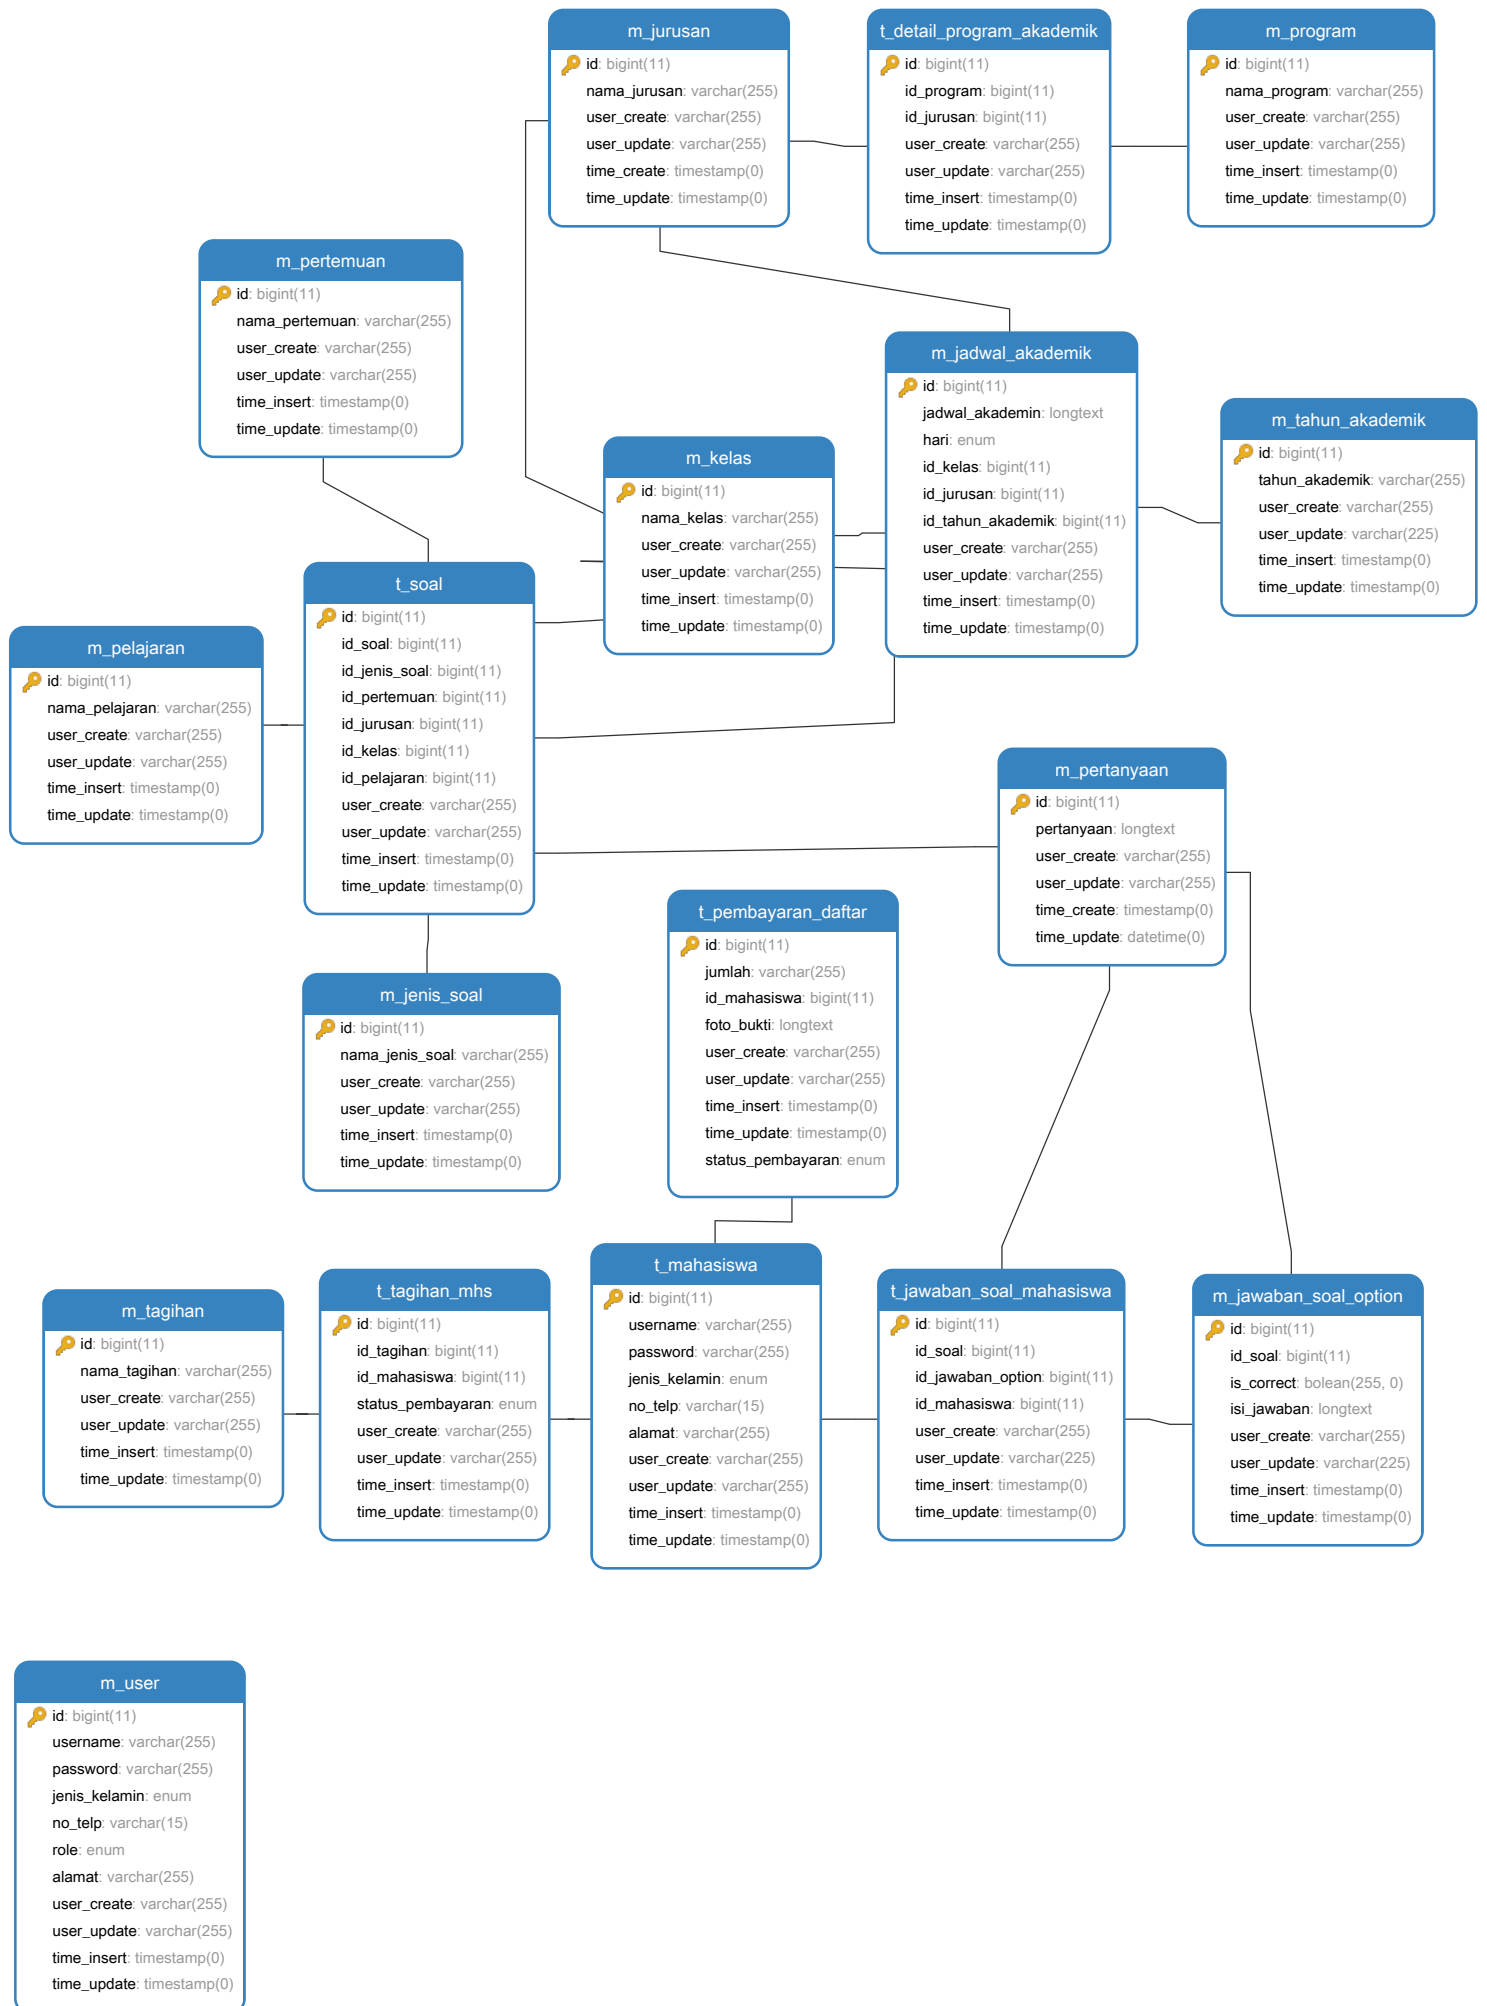 m_jurusan
id: bigint(11)
nama_jurusan: varchar(255)
user_create: varchar(255)
user_update: varchar(255)
time_create: timestamp(0)
time_update: timestamp(0)
t_detail_program_akademik
id: bigint(11)
id_program: bigint(11)
id_jurusan: bigint(11)
user_create: varchar(255)
user_update: varchar(255)
time_insert: timestamp(0)
time_update: timestamp(0)
m_program
id: bigint(11)
nama_program: varchar(255)
user_create: varchar(255)
user_update: varchar(255)
time_insert: timestamp(0)
time_update: timestamp(0)
m_pertemuan
id: bigint(11)
nama_pertemuan: varchar(255)
user_create: varchar(255)
user_update: varchar(255)
time_insert: timestamp(0)
time_update: timestamp(0)
m_jadwal_akademik
id: bigint(11)
jadwal_akademin: longtext
hari: enum
id_kelas: bigint(11)
id_jurusan: bigint(11)
id_tahun_akademik: bigint(11)
user_create: varchar(255)
user_update: varchar(255)
time_insert: timestamp(0)
time_update: timestamp(0)
m_tahun_akademik
id: bigint(11)
tahun_akademik: varchar(255)
user_create: varchar(255)
user_update: varchar(225)
time_insert: timestamp(0)
time_update: timestamp(0)
m_kelas
id: bigint(11)
nama_kelas: varchar(255)
user_create: varchar(255)
user_update: varchar(255)
time_insert: timestamp(0)
time_update: timestamp(0)
t_soal
id: bigint(11)
id_soal: bigint(11)
id_jenis_soal: bigint(11)
id_pertemuan: bigint(11)
id_jurusan: bigint(11)
id_kelas: bigint(11)
id_pelajaran: bigint(11)
user_create: varchar(255)
user_update: varchar(255)
time_insert: timestamp(0)
time_update: timestamp(0)
m_pelajaran
id: bigint(11)
nama_pelajaran: varchar(255)
user_create: varchar(255)
user_update: varchar(255)
time_insert: timestamp(0)
time_update: timestamp(0)
m_pertanyaan
id: bigint(11)
pertanyaan: longtext
user_create: varchar(255)
user_update: varchar(255)
time_create: timestamp(0)
time_update: datetime(0)
t_pembayaran_daftar
id: bigint(11)
jumlah: varchar(255)
id_mahasiswa: bigint(11)
foto_bukti: longtext
user_create: varchar(255)
user_update: varchar(255)
time_insert: timestamp(0)
time_update: timestamp(0)
status_pembayaran: enum
m_jenis_soal
id: bigint(11)
nama_jenis_soal: varchar(255)
user_create: varchar(255)
user_update: varchar(255)
time_insert: timestamp(0)
time_update: timestamp(0)
m_tagihan
id: bigint(11)
nama_tagihan: varchar(255)
user_create: varchar(255)
user_update: varchar(255)
time_insert: timestamp(0)
time_update: timestamp(0)
t_tagihan_mhs
id: bigint(11)
id_tagihan: bigint(11)
id_mahasiswa: bigint(11)
status_pembayaran: enum
user_create: varchar(255)
user_update: varchar(255)
time_insert: timestamp(0)
time_update: timestamp(0)
t_mahasiswa
id: bigint(11)
username: varchar(255)
password: varchar(255)
jenis_kelamin: enum
no_telp: varchar(15)
alamat: varchar(255)
user_create: varchar(255)
user_update: varchar(255)
time_insert: timestamp(0)
time_update: timestamp(0)
t_jawaban_soal_mahasiswa
id: bigint(11)
id_soal: bigint(11)
id_jawaban_option: bigint(11)
id_mahasiswa: bigint(11)
user_create: varchar(255)
user_update: varchar(225)
time_insert: timestamp(0)
time_update: timestamp(0)
m_jawaban_soal_option
id: bigint(11)
id_soal: bigint(11)
is_correct: bolean(255, 0)
isi_jawaban: longtext
user_create: varchar(255)
user_update: varchar(225)
time_insert: timestamp(0)
time_update: timestamp(0)
m_user
id: bigint(11)
username: varchar(255)
password: varchar(255)
jenis_kelamin: enum
no_telp: varchar(15)
role: enum
alamat: varchar(255)
user_create: varchar(255)
user_update: varchar(255)
time_insert: timestamp(0)
time_update: timestamp(0)